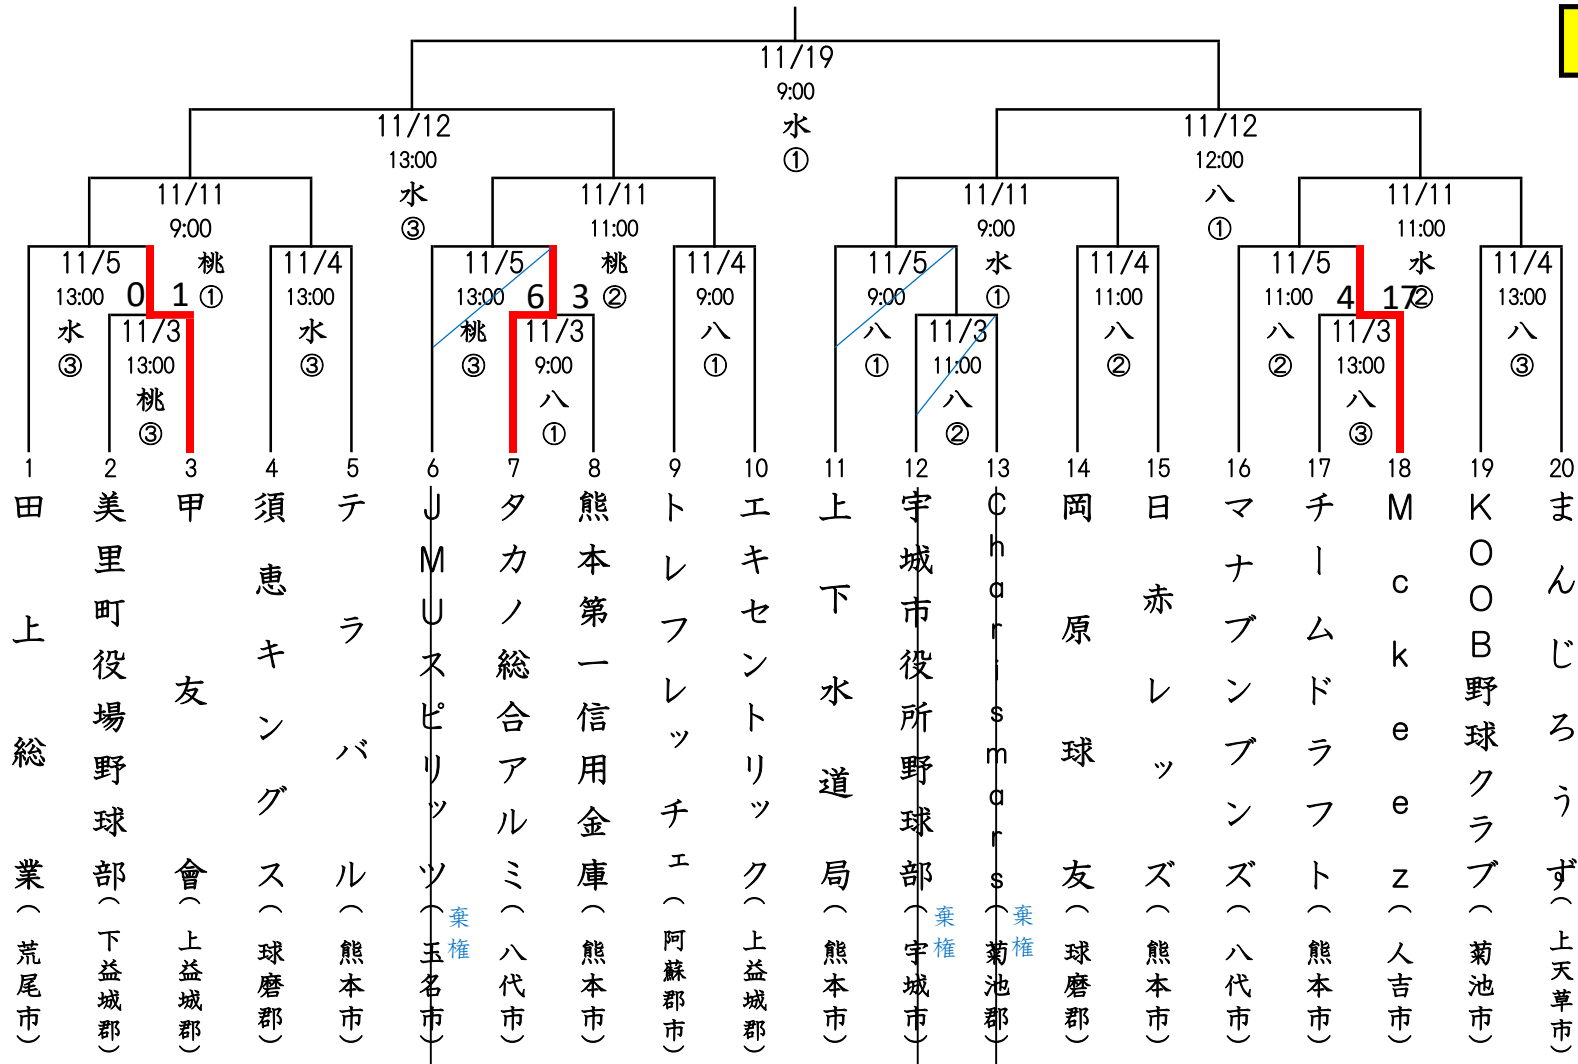 11/19
9:00
水
①
11/12
13:00
水
③
11/12
12:00
八
①
11/11
9:00
桃
①
11/11
11:00
桃
②
11/11
9:00
水
①
11/11
11:00
水
②
11/5
13:00
水
③
11/4
13:00
水
③
11/5
13:00
桃
③
11/4
9:00
八
①
11/5
9:00
八
①
11/4
11:00
八
②
11/5
11:00
八
②
11/4
13:00
八
③
0 1
11/3
13:00
桃
③
6 3
11/3
9:00
八
①
11/3
11:00
八
②
4 17
11/3
13:00
八
③
1 田上総業(荒尾市)
2 美里町役場野球部(下益城郡)
3 甲友會(上益城郡)
4 須恵キングス(球磨郡)
5 テラバル(熊本市)
6 JMUスピリッツ(玉名市)
棄権
7 タカノ総合アルミ(八代市)
8 熊本第一信用金庫(熊本市)
9 トレフレッチェ(阿蘇郡市)
10 エキセントリック(上益城郡)
11 上下水道局(熊本市)
12 宇城市役所野球部(宇城市)
棄権
13 Charismars(菊池郡)
棄権
14 岡原球友(球磨郡)
15 日赤レッズ(熊本市)
16 マナブンブンズ(八代市)
17 チームドラフト(熊本市)
18 Mckeez(人吉市)
19 KOOB野球クラブ(菊池市)
20 まんじろうず(上天草市)